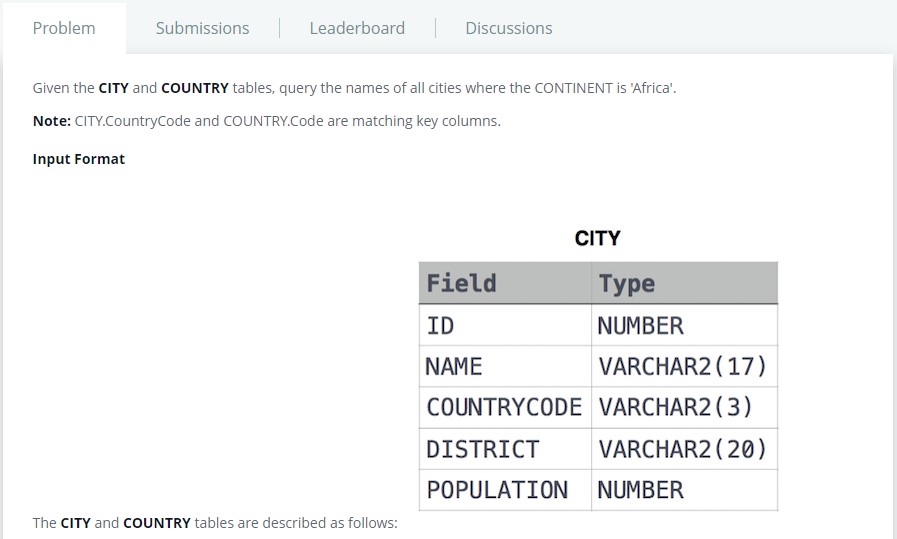 Problem
Submissions
Leaderboard
Discussions
Given the CITY and COUNTRY tables, query the names of all cities where the CONTINENT is 'Africa'.
Note: CITY.CountryCode and COUNTRY.Code are matching key columns.
Input Format
CITY
Field Type
ID NUMBER
NAME VARCHAR2(17)
COUNTRYCODE VARCHAR2(3)
DISTRICT VARCHAR2(20)
POPULATION NUMBER
The CITY and COUNTRY tables are described as follows: